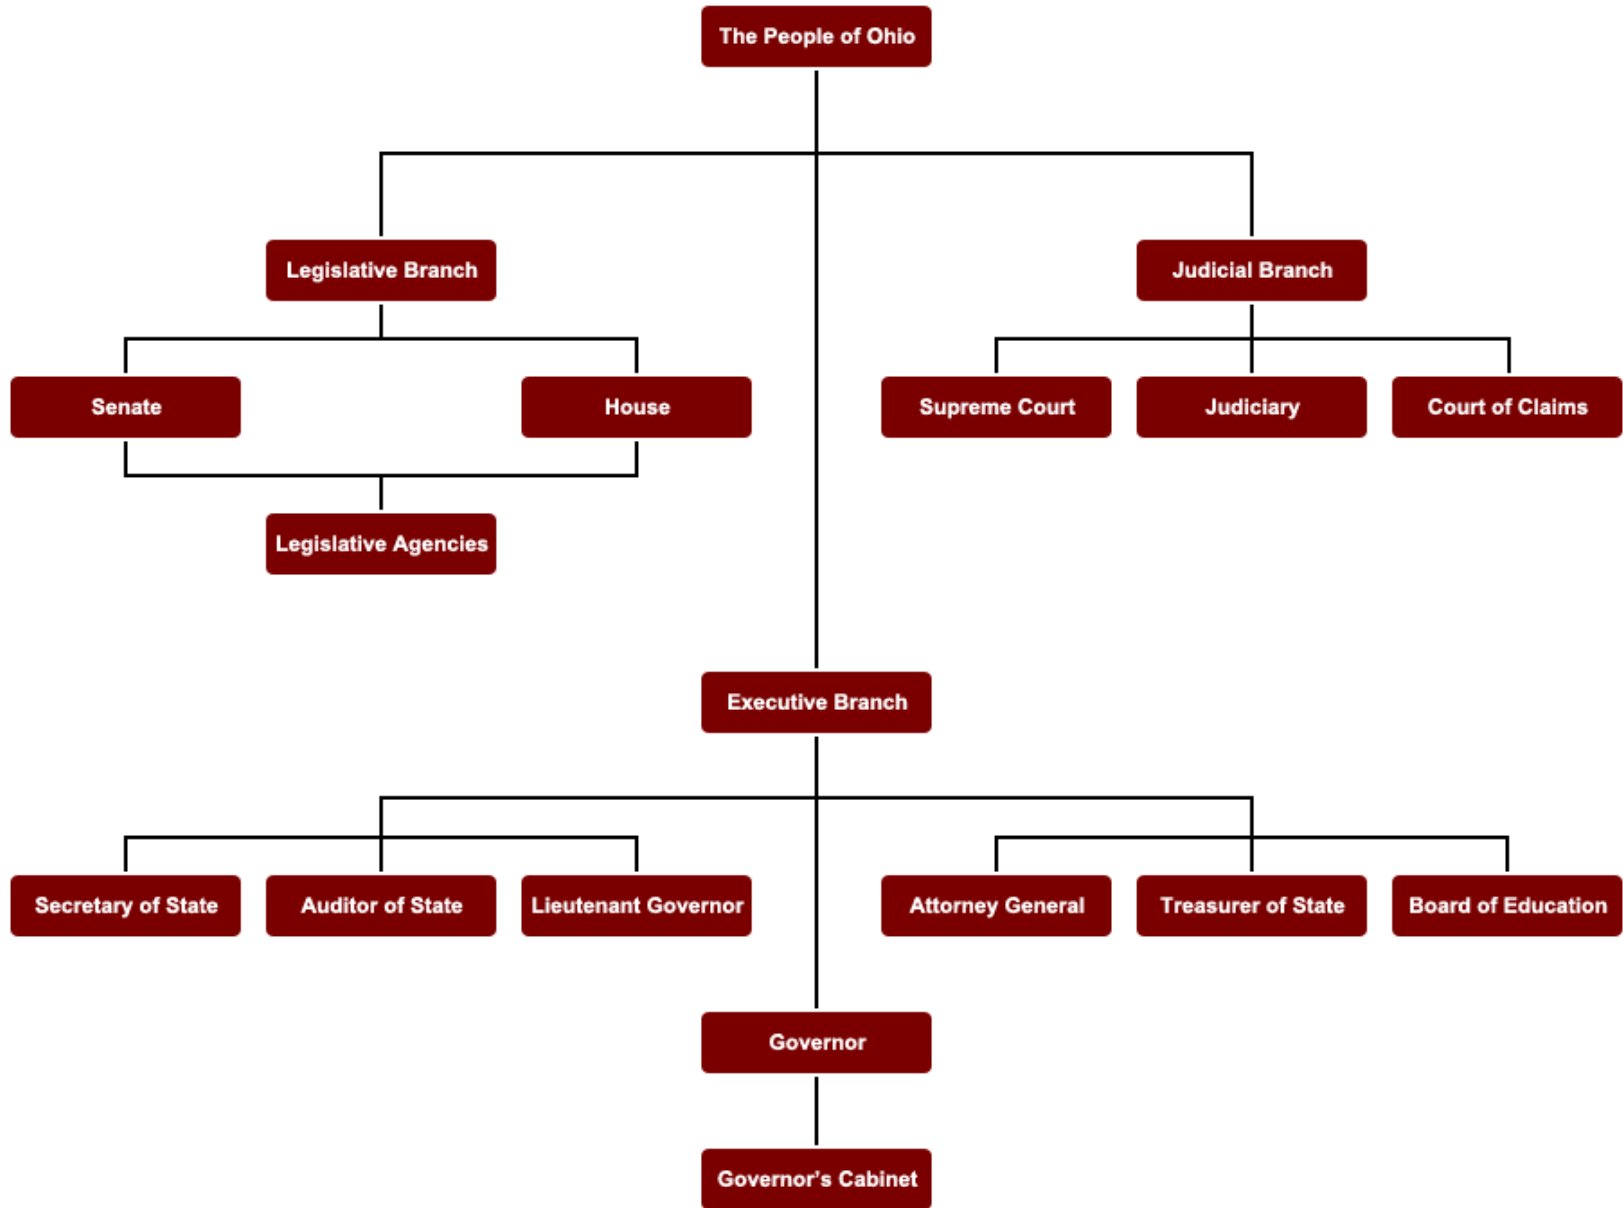 The People of Ohio
Legislative Branch
Judicial Branch
Senate
House
Supreme Court
Judiciary
Court of Claims
Legislative Agencies
Executive Branch
Secretary of State
Auditor of State
Lieutenant Governor
Attorney General
Treasurer of State
Board of Education
Governor
Governor’s Cabinet